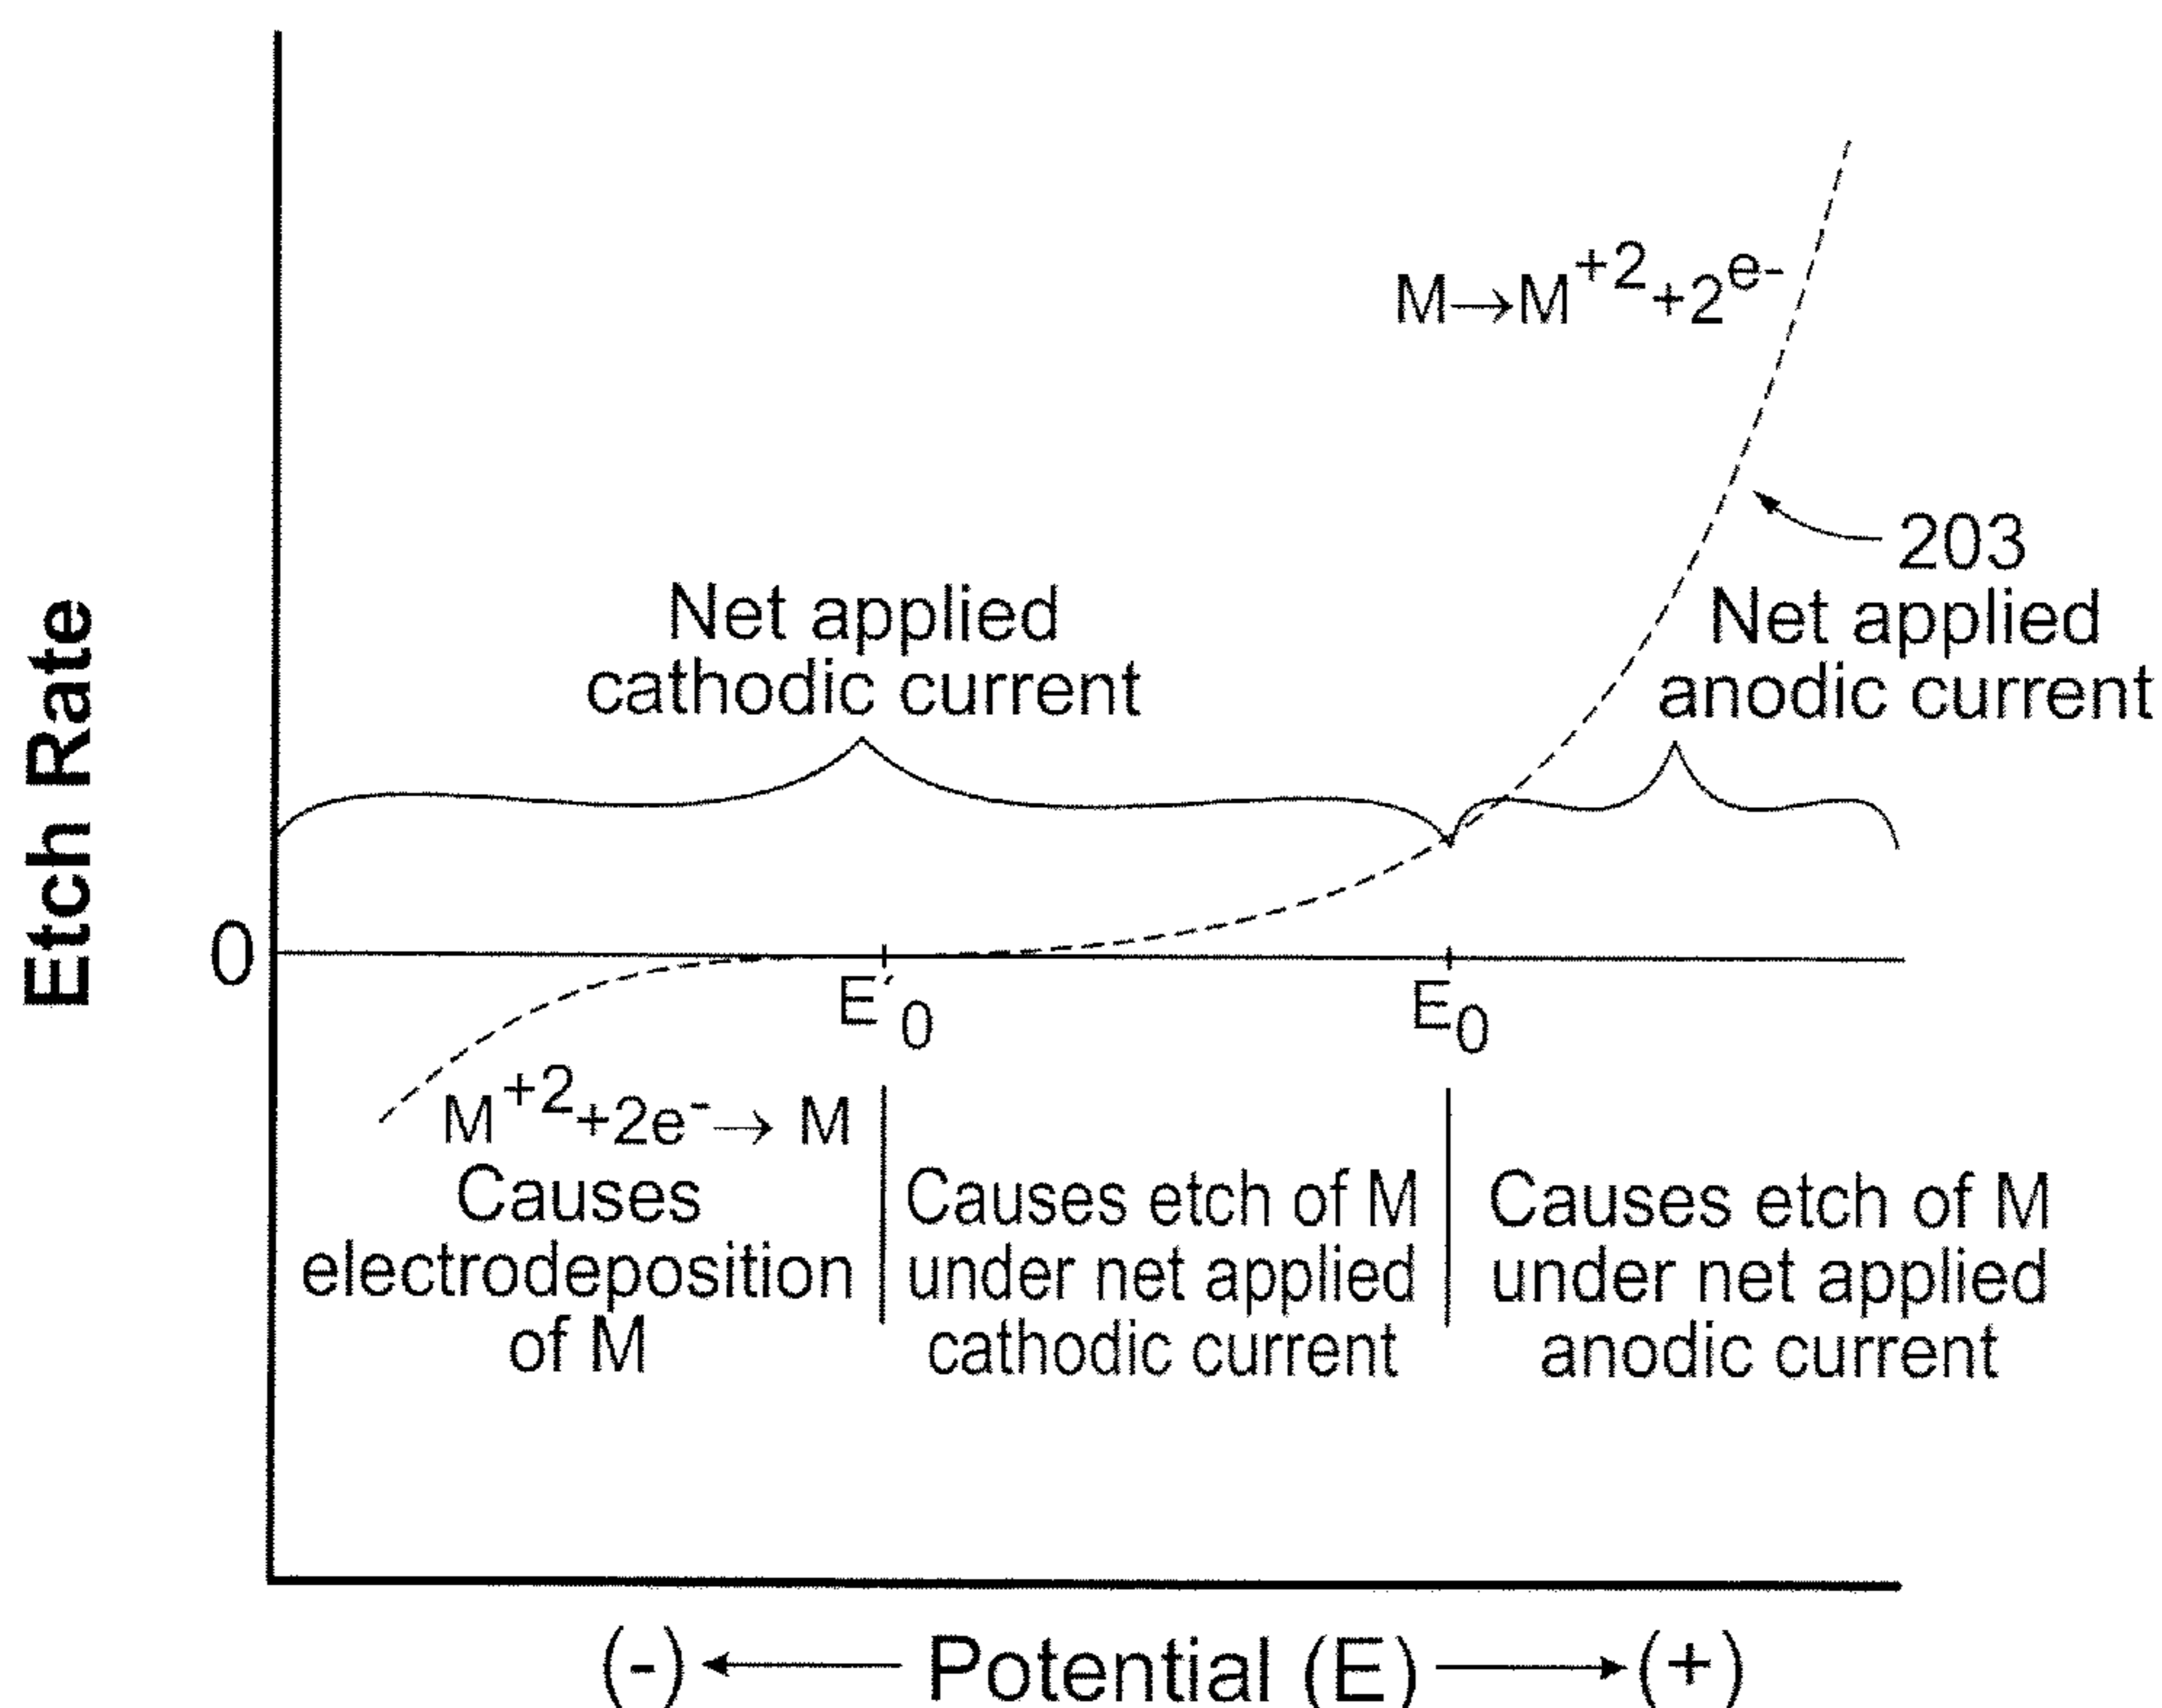 Etch Rate
M→M+2+2e-
203
Net applied
cathodic current
Net applied
anodic current
0
E´0
E0
M+2+2e-→ M
Causes
electrodeposition
of M
Causes etch of M
under net applied
cathodic current
Causes etch of M
under net applied
anodic current
(-) ← Potential (E) → (+)